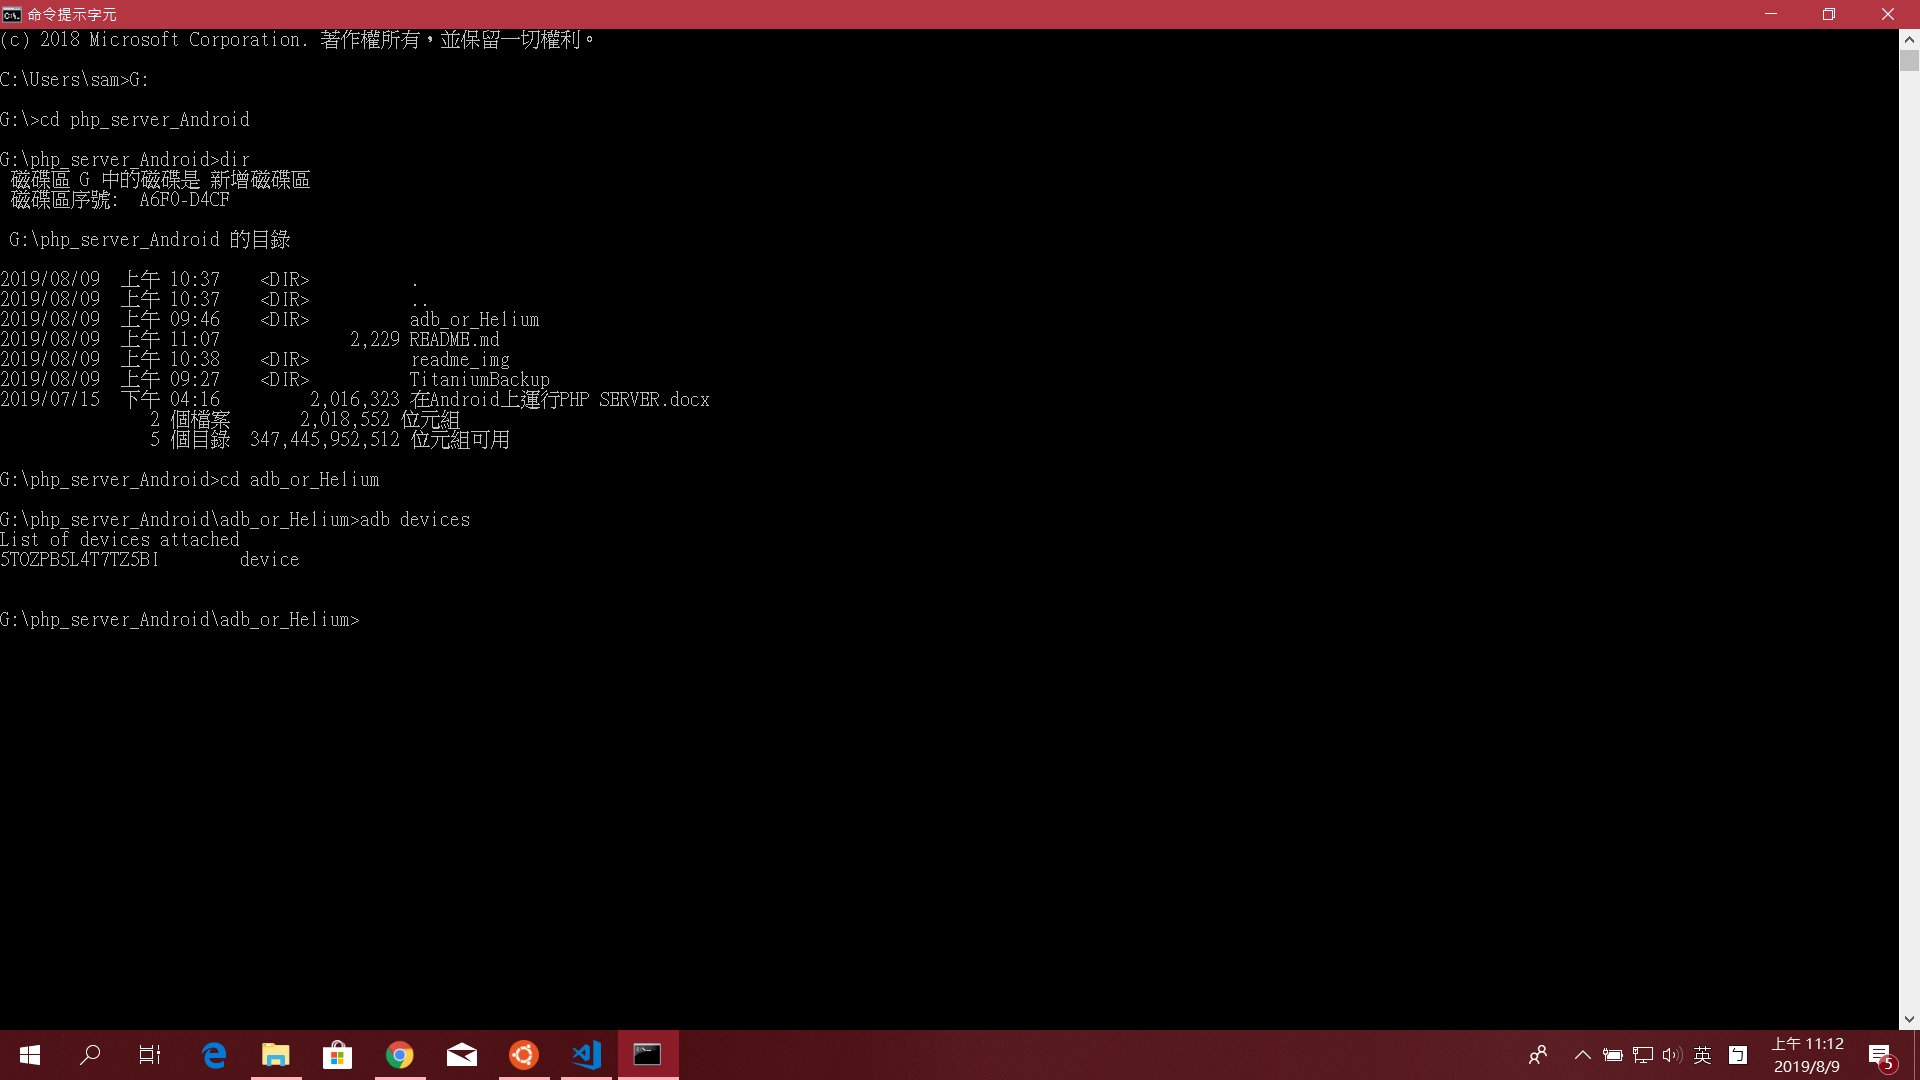 命令提示字元
(c) 2018 Microsoft Corporation. 著作權所有，並保留一切權利。
C:\Users\sam>G:
G:\>cd php_server_Android
G:\php_server_Android>dir
磁碟區 G 中的磁碟是 新增磁碟區
磁碟區序號:  A6F0-D4CF
G:\php_server_Android 的目錄
2019/08/09  上午 10:37    <DIR>          .
2019/08/09  上午 10:37    <DIR>          ..
2019/08/09  上午 09:46    <DIR>          adb_or_Helium
2019/08/09  上午 11:07             2,229 README.md
2019/08/09  上午 10:38    <DIR>          readme_img
2019/08/09  上午 09:27    <DIR>          TitaniumBackup
2019/07/15  下午 04:16         2,016,323 在Android上運行PHP SERVER.docx
2 個檔案       2,018,552 位元組
5 個目錄  347,445,952,512 位元組可用
G:\php_server_Android>cd adb_or_Helium
G:\php_server_Android\adb_or_Helium>adb devices
List of devices attached
5TOZPB5L4T7TZ5BI        device
G:\php_server_Android\adb_or_Helium>
英
上午 11:12
2019/8/9
5